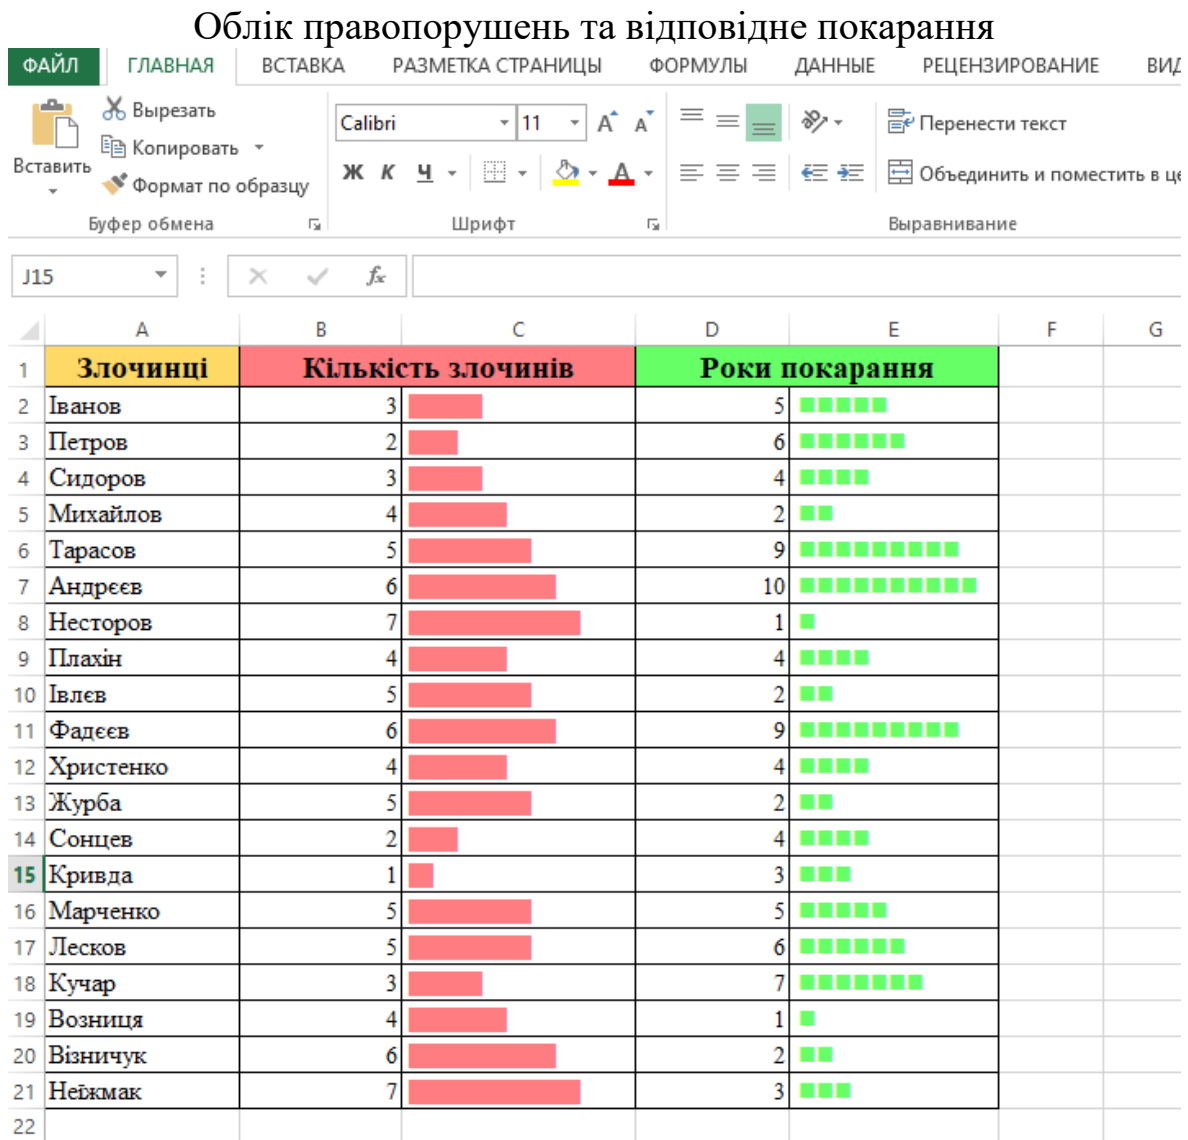 Облік правопорушень та відповідне покарання
ФАЙЛ ГЛАВНАЯ ВСТАВКА РАЗМЕТКА СТРАНИЦЫ ФОРМУЛЫ ДАННЫЕ РЕЦЕНЗИРОВАНИЕ ВИД
Вырезать
Копировать
Формат по образцу
Вставить
Буфер обмена
Calibri 11
Ж К Ч А
Шрифт
Перенести текст
Объединить и поместить в це
Выравнивание
J15 fx
A B C D E F G
1 Злочинці Кількість злочинів Роки покарання
2 Іванов 3 5
3 Петров 2 6
4 Сидоров 3 4
5 Михайлов 4 2
6 Тарасов 5 9
7 Андрєєв 6 10
8 Несторов 7 1
9 Плахін 4 4
10 Івлєв 5 2
11 Фадєєв 6 9
12 Христенко 4 4
13 Журба 5 2
14 Сонцев 2 4
15 Кривда 1 3
16 Марченко 5 5
17 Лесков 5 6
18 Кучар 3 7
19 Возниця 4 1
20 Візничук 6 2
21 Неїжмак 7 3
22